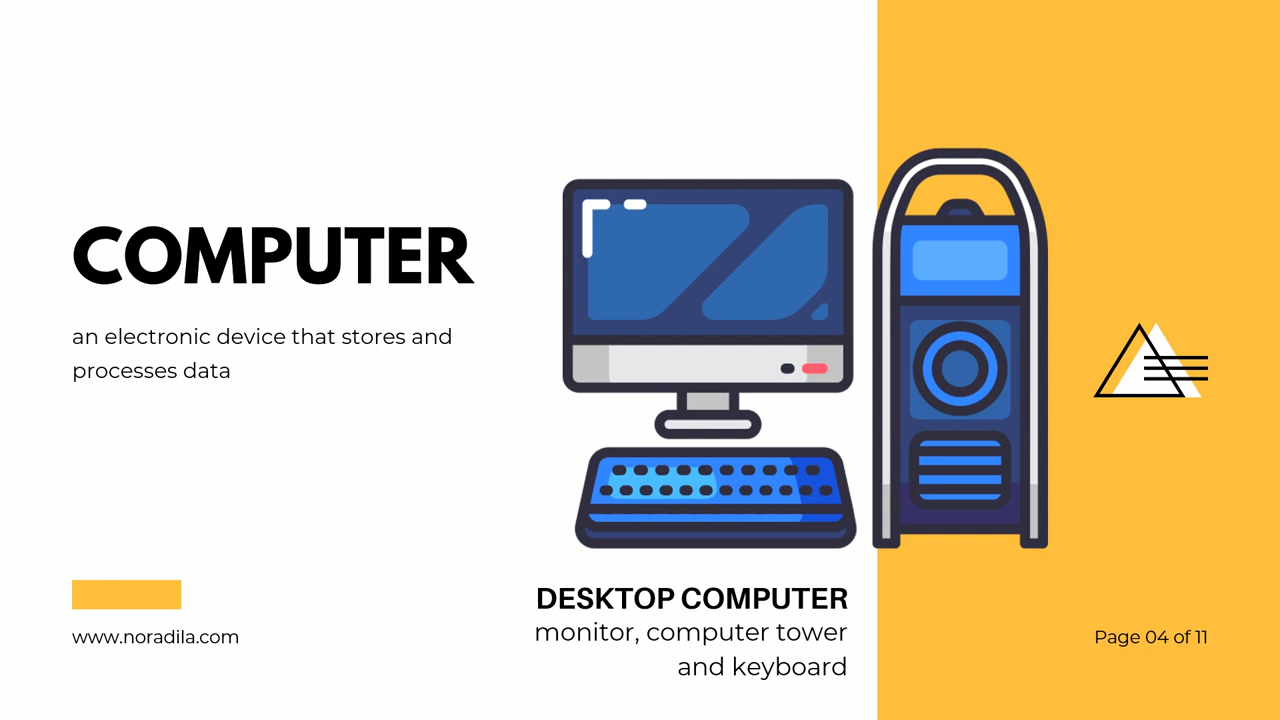 COMPUTER
an electronic device that stores and
processes data
DESKTOP COMPUTER
monitor, computer tower
and keyboard
www.noradila.com
Page 04 of 11